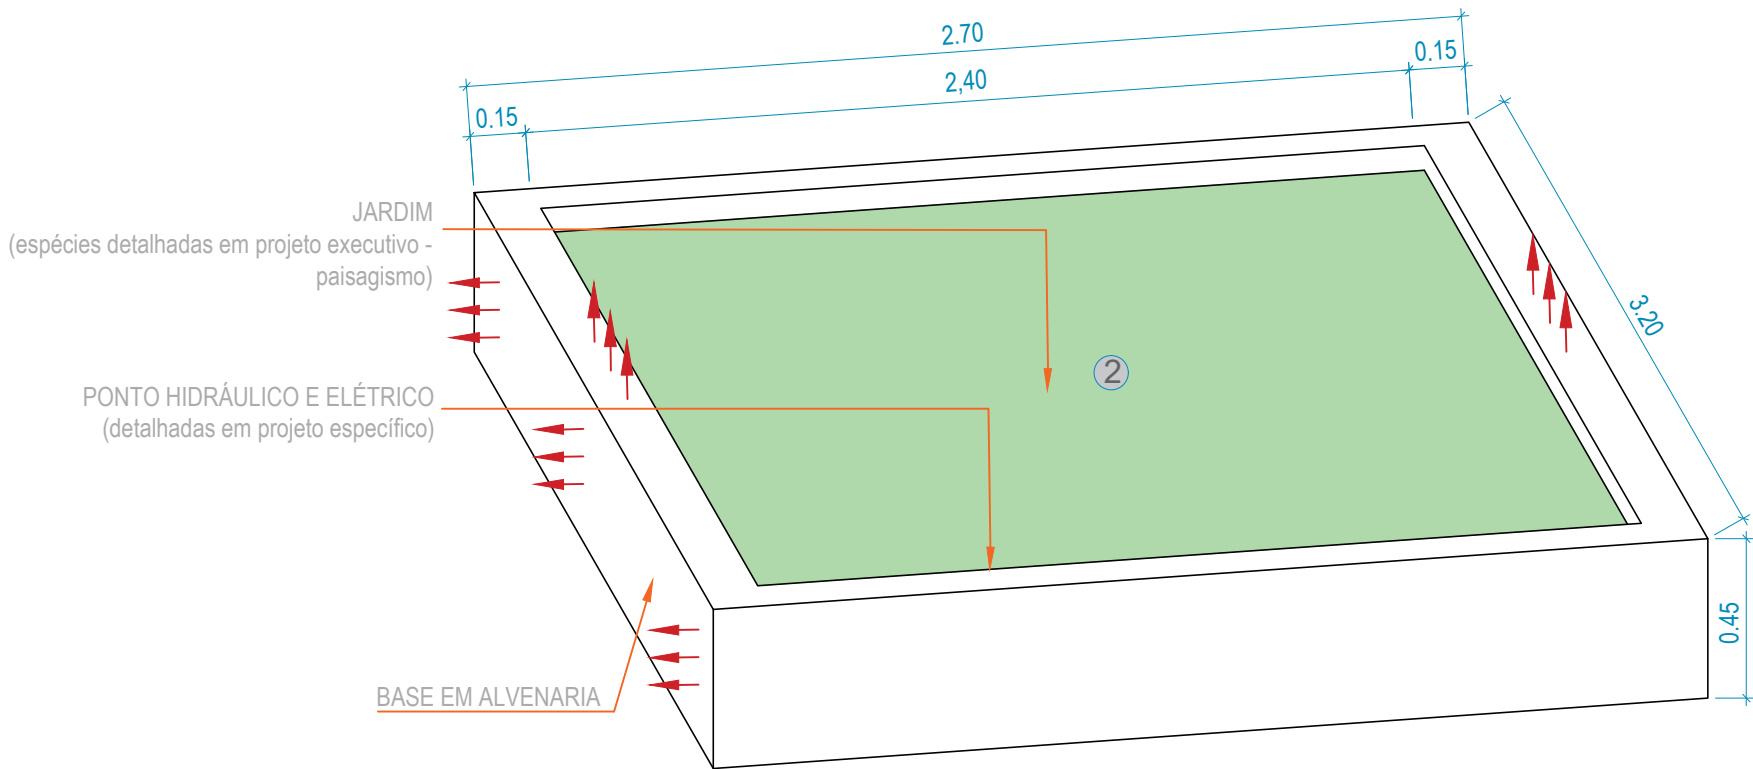 2.70
0.15
2,40
0.15
JARDIM
(espécies detalhadas em projeto executivo -
paisagismo)
3.20
2
PONTO HIDRÁULICO E ELÉTRICO
(detalhadas em projeto específico)
0.45
BASE EM ALVENARIA